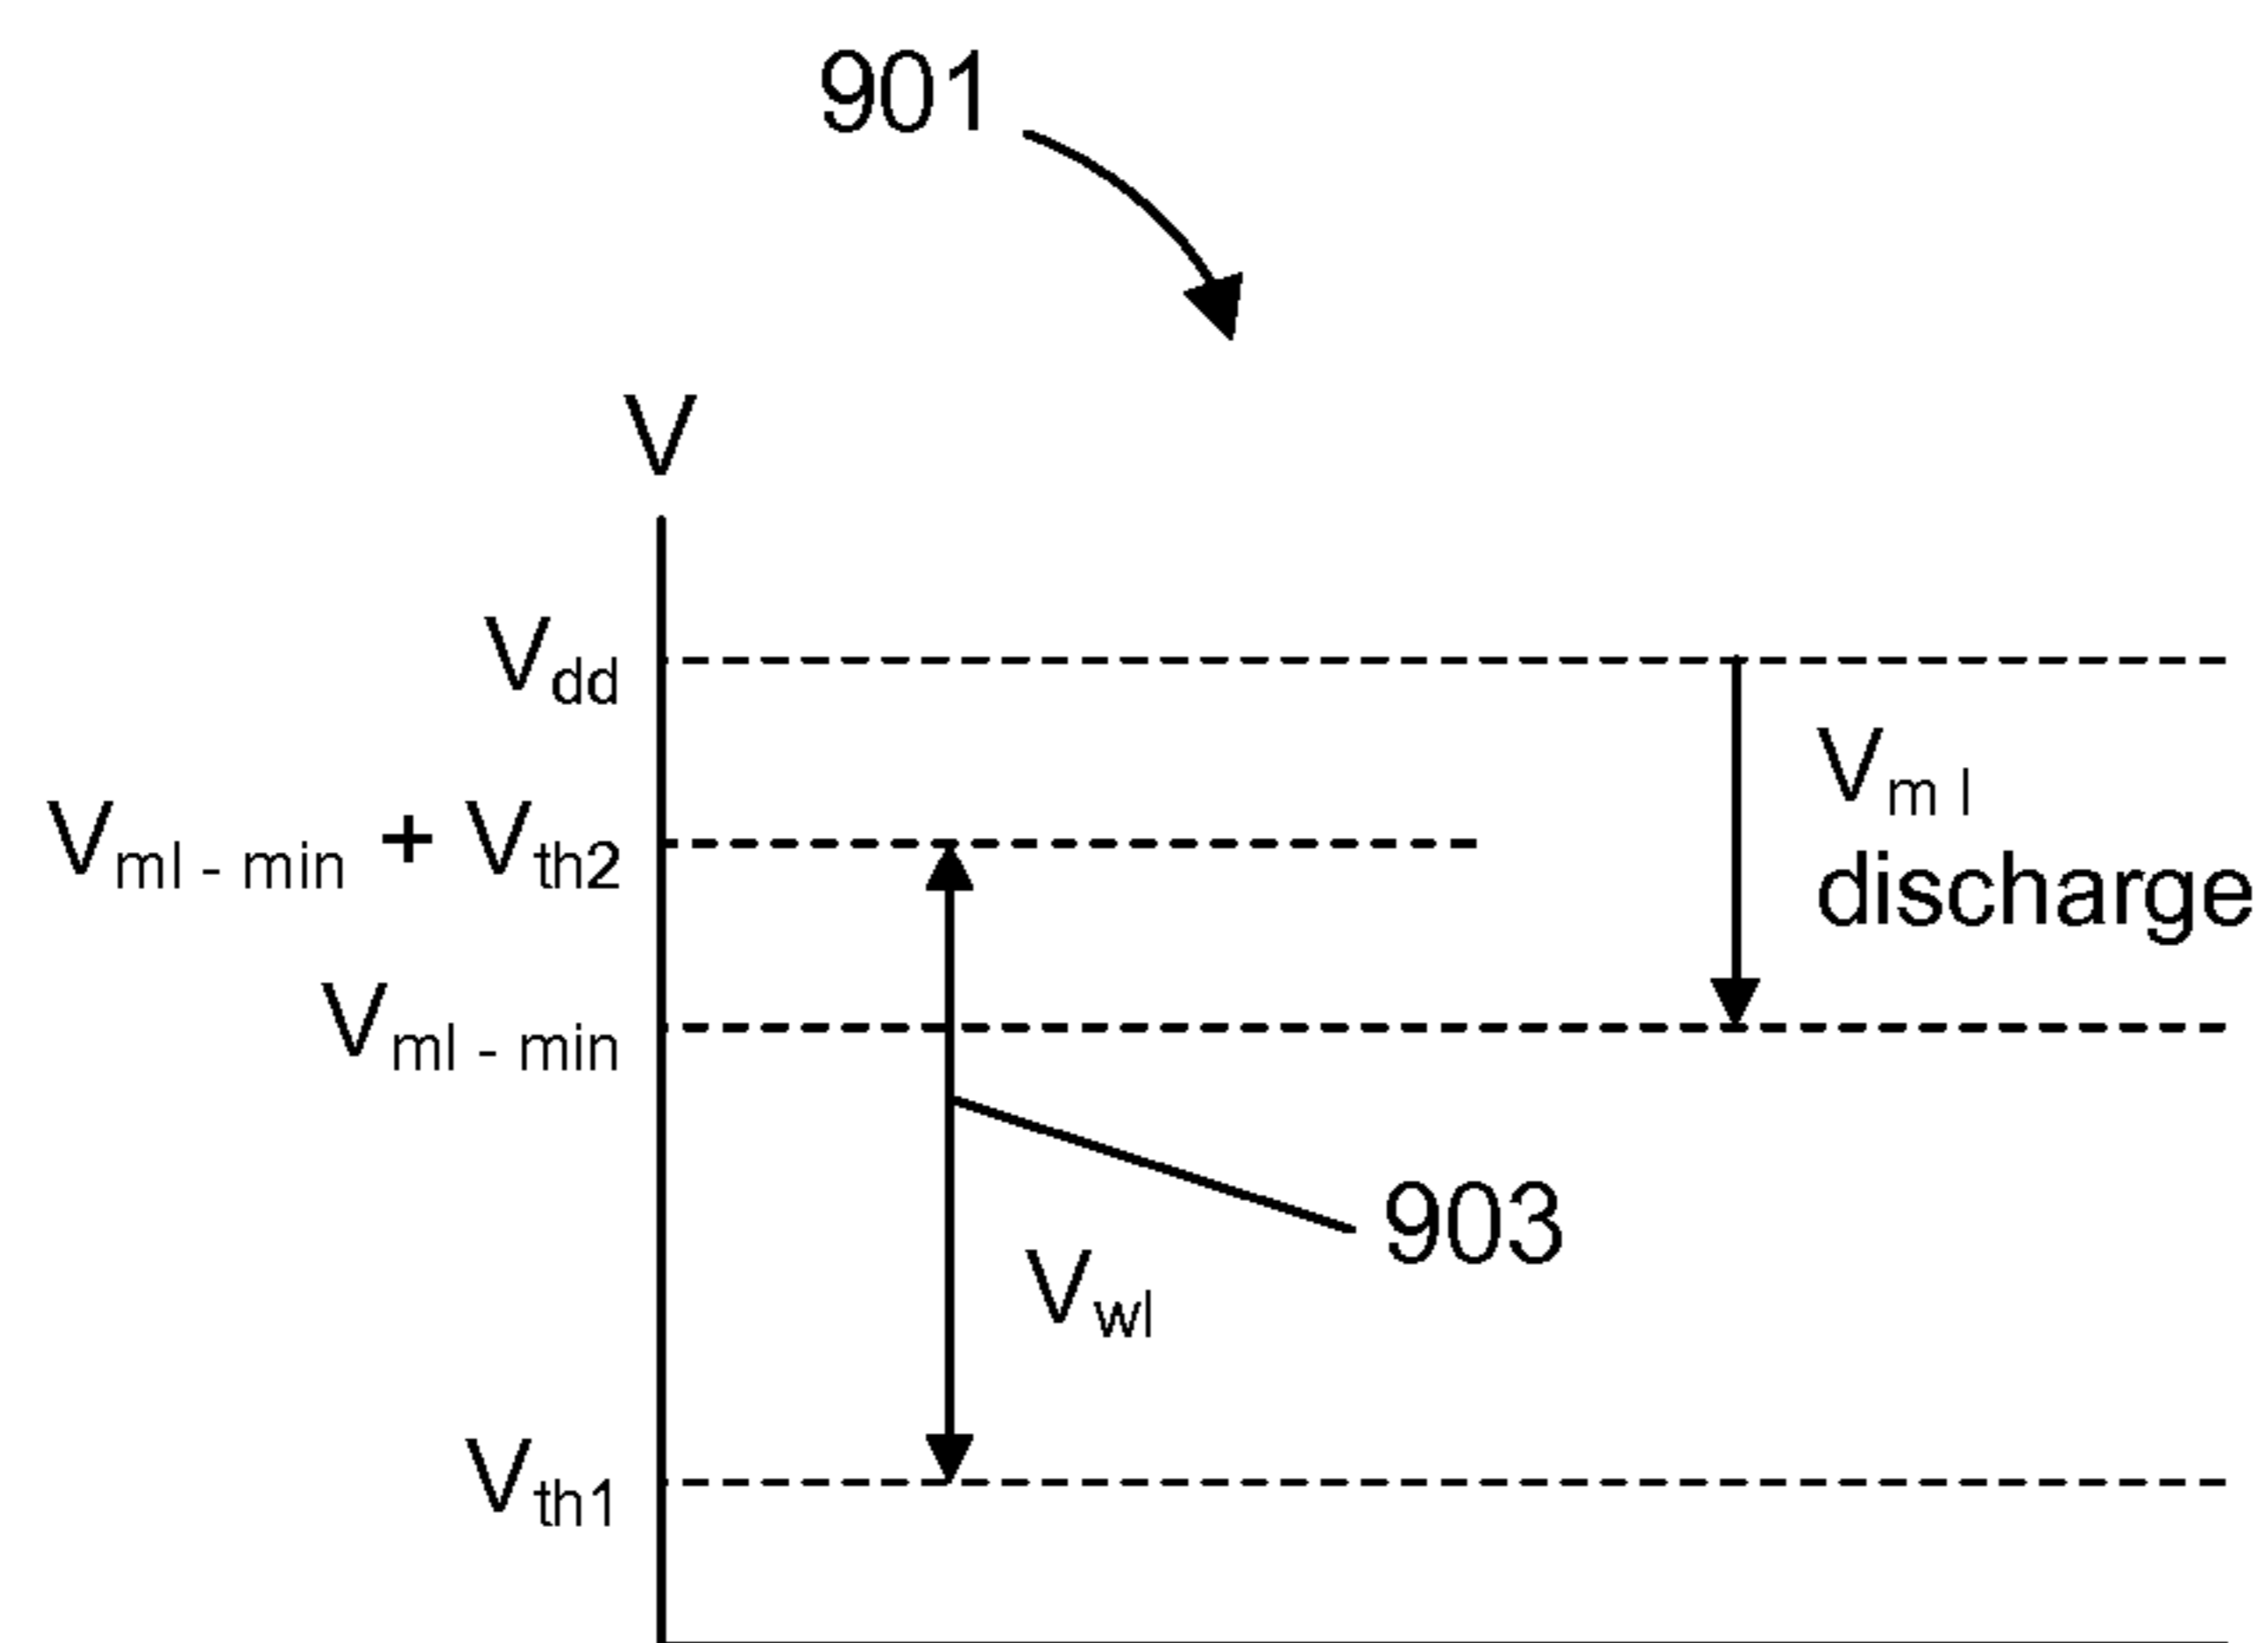 901
V
Vdd
Vml - min + Vth2
Vm l
discharge
Vml - min
903
Vwl
Vth1